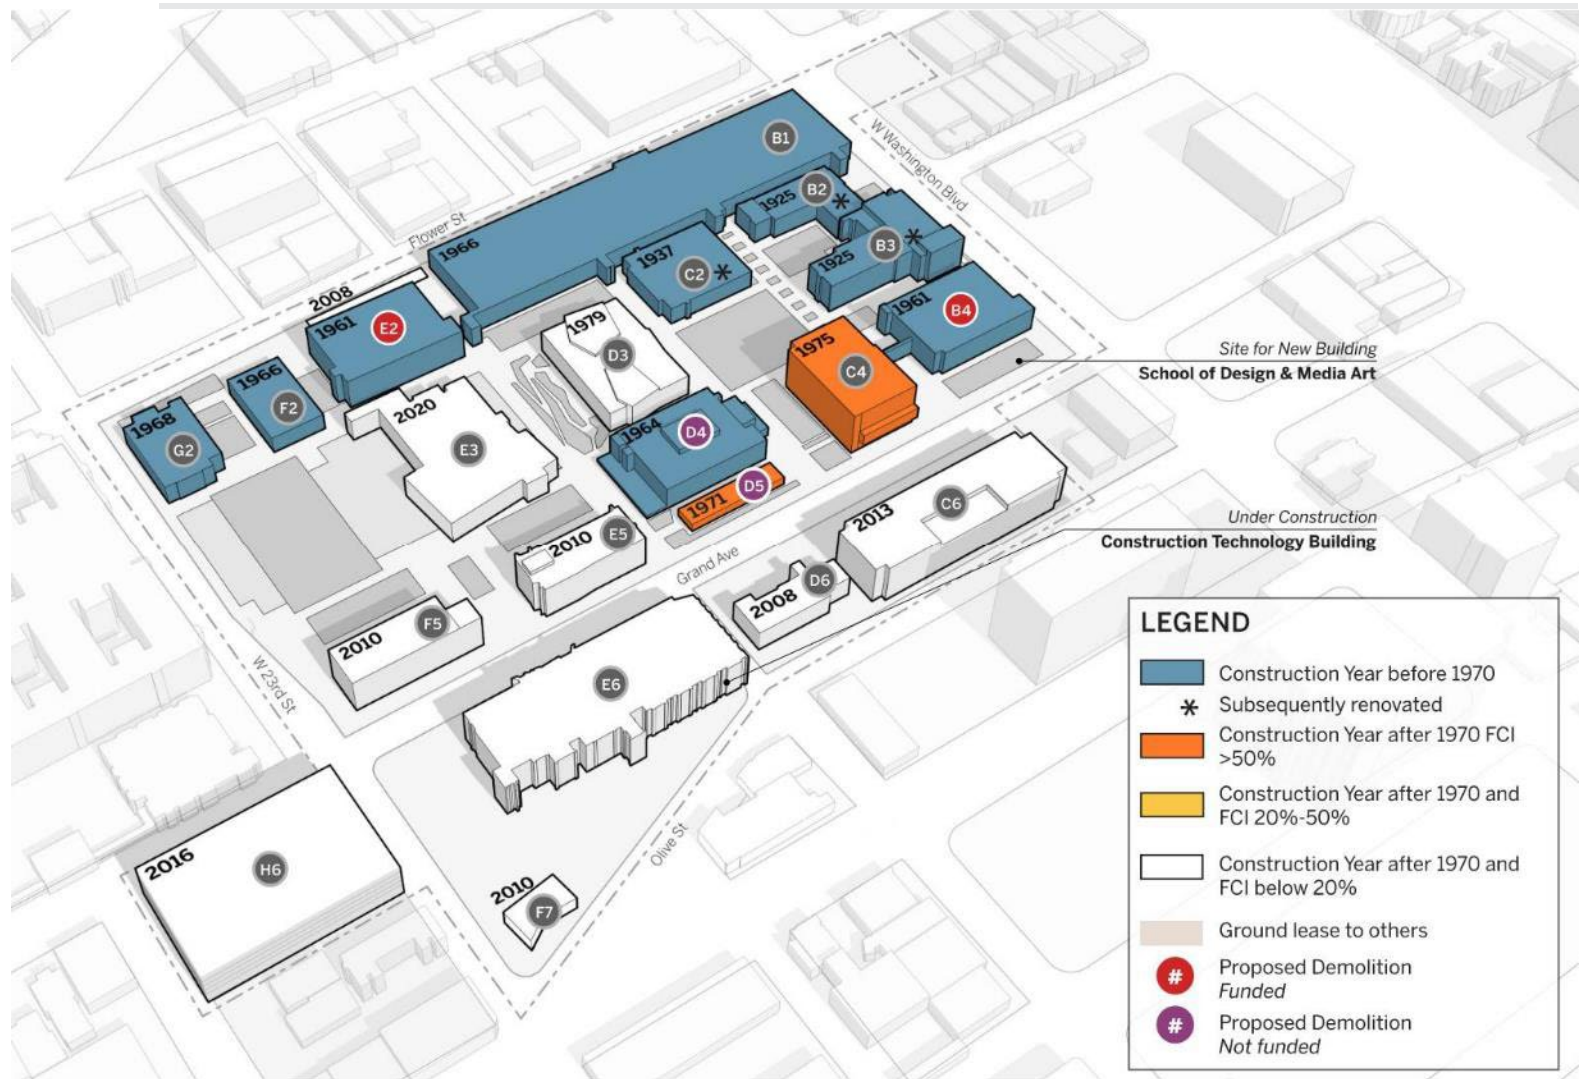 B1
W Washington Blvd
Flower St
1966
1925
B2
*
1937
C2
*
1925
B3
*
2008
1961
E2
1979
D3
1975
C4
1961
B4
Site for New Building
School of Design & Media Art
1968
G2
1966
F2
2020
E3
1964
D4
1971
D5
2013
C6
Under Construction
Construction Technology Building
2010
E5
Grand Ave
2008
D6
2010
F5
W 23rd St
E6
Olive St
2016
H6
2010
F7
LEGEND
Construction Year before 1970
* Subsequently renovated
Construction Year after 1970 FCI
>50%
Construction Year after 1970 and
FCI 20%-50%
Construction Year after 1970 and
FCI below 20%
Ground lease to others
# Proposed Demolition
Funded
# Proposed Demolition
Not funded